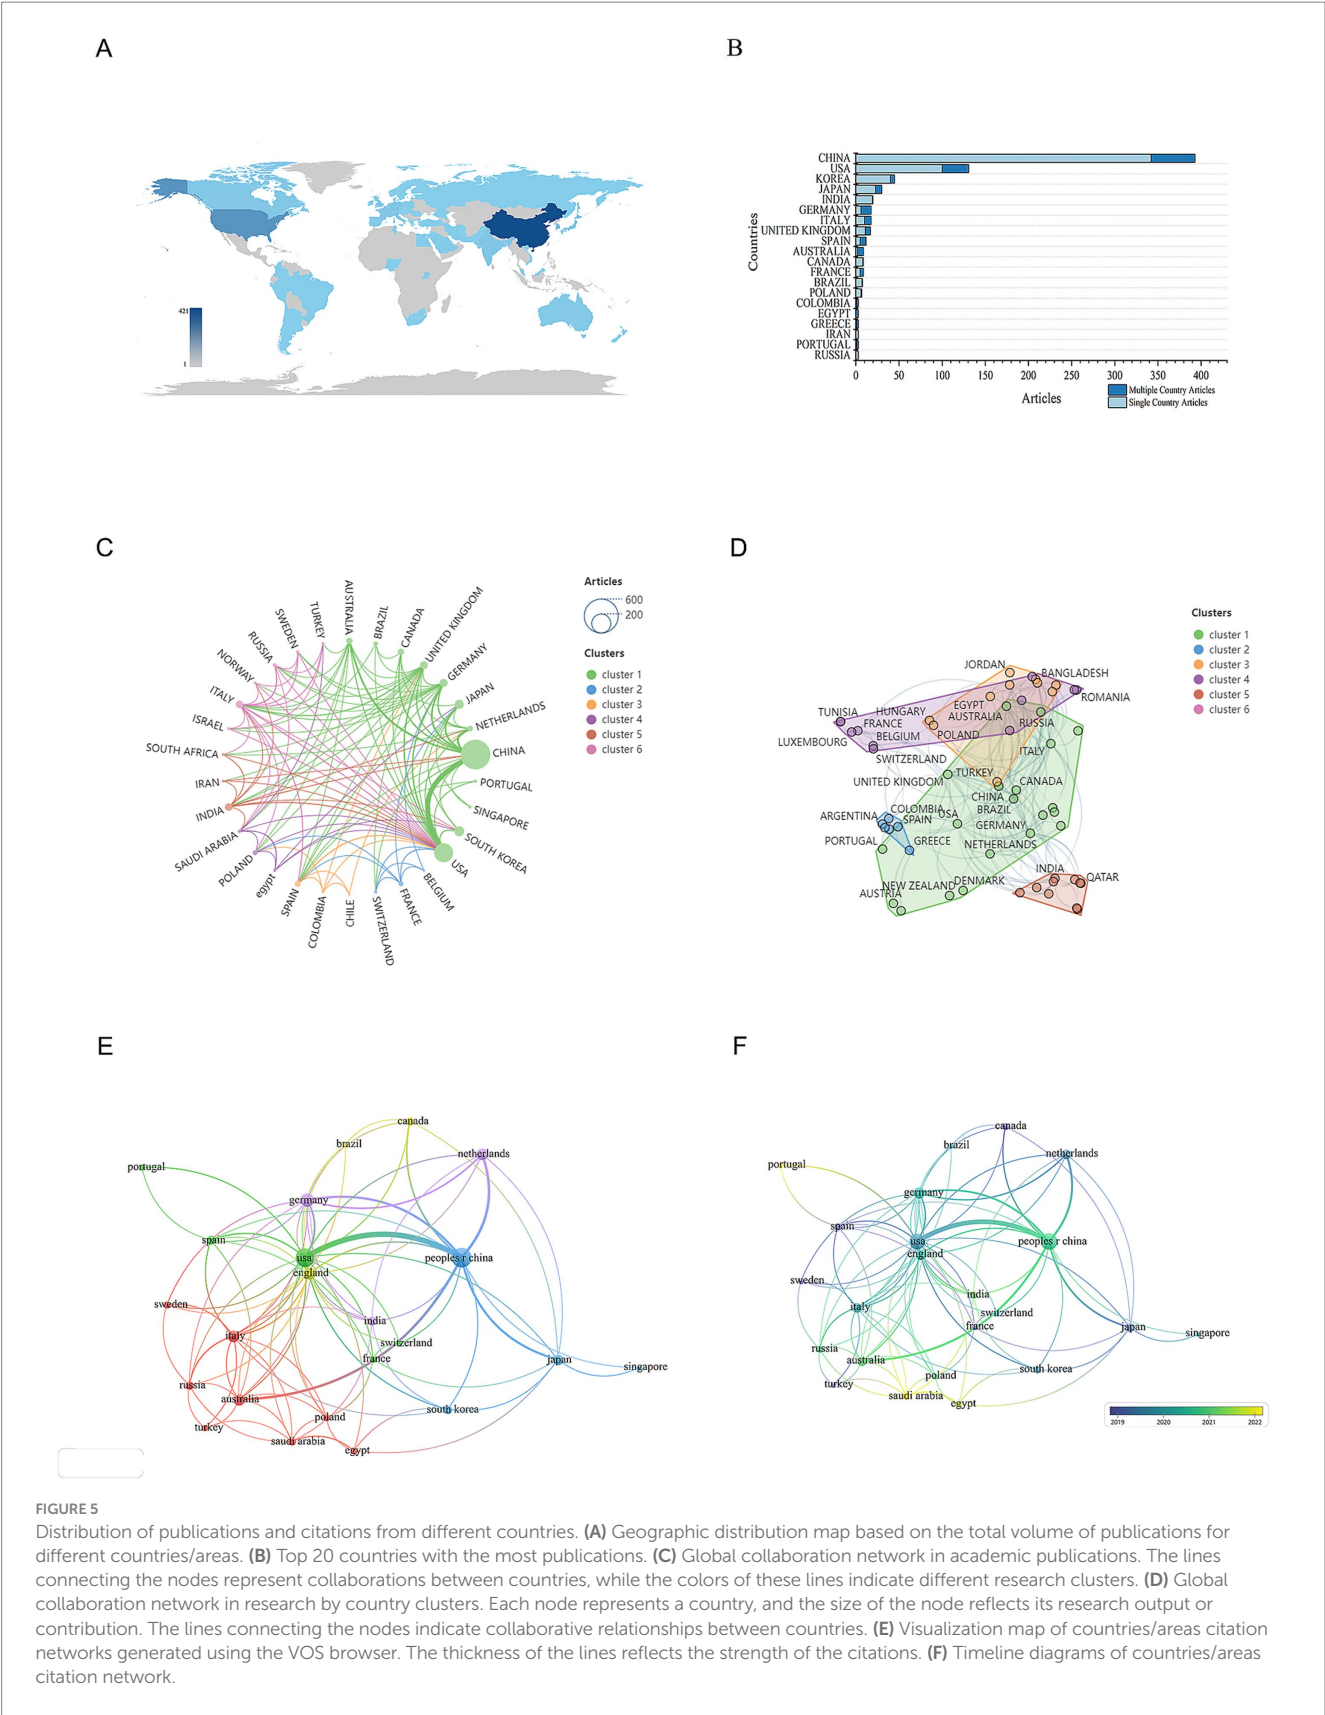 A
421
1
B
Countries
CHINA
USA
KOREA
JAPAN
INDIA
GERMANY
ITALY
UNITED KINGDOM
SPAIN
AUSTRALIA
CANADA
FRANCE
BRAZIL
POLAND
COLOMBIA
EGYPT
GREECE
IRAN
PORTUGAL
RUSSIA
0 50 100 150 200 250 300 350 400
Articles
Multiple Country Articles
Single Country Articles
C
AUSTRALIA
BRAZIL
CANADA
UNITED KINGDOM
GERMANY
JAPAN
NETHERLANDS
CHINA
PORTUGAL
SINGAPORE
SOUTH KOREA
USA
BELGIUM
FRANCE
SWITZERLAND
CHILE
COLOMBIA
SPAIN
egypt
POLAND
SAUDI ARABIA
INDIA
IRAN
SOUTH AFRICA
ISRAEL
ITALY
NORWAY
RUSSIA
SWEDEN
TURKEY
Articles
600
200
Clusters
cluster 1
cluster 2
cluster 3
cluster 4
cluster 5
cluster 6
D
JORDAN
BANGLADESH
ROMANIA
EGYPT
TUNISIA
HUNGARY
AUSTRALIA
FRANCE
RUSSIA
BELGIUM
POLAND
LUXEMBOURG
ITALY
SWITZERLAND
TURKEY
UNITED KINGDOM
CANADA
CHINA
COLOMBIA
BRAZIL
ARGENTINA
SPAIN
USA
GERMANY
PORTUGAL
GREECE
NETHERLANDS
INDIA
QATAR
DENMARK
NEW ZEALAND
AUSTRIA
Clusters
cluster 1
cluster 2
cluster 3
cluster 4
cluster 5
cluster 6
E
canada
brazil
netherlands
portugal
germany
spain
usa
peoples r china
england
sweden
india
italy
switzerland
france
japan
singapore
russia
australia
south korea
poland
turkey
saudi arabia
egypt
F
canada
brazil
netherlands
portugal
germany
spain
usa
peoples r china
england
sweden
india
italy
switzerland
france
japan
singapore
russia
australia
south korea
poland
turkey
saudi arabia
egypt
2019 2020 2021 2022
FIGURE 5
Distribution of publications and citations from different countries. (A) Geographic distribution map based on the total volume of publications for
different countries/areas. (B) Top 20 countries with the most publications. (C) Global collaboration network in academic publications. The lines
connecting the nodes represent collaborations between countries, while the colors of these lines indicate different research clusters. (D) Global
collaboration network in research by country clusters. Each node represents a country, and the size of the node reflects its research output or
contribution. The lines connecting the nodes indicate collaborative relationships between countries. (E) Visualization map of countries/areas citation
networks generated using the VOS browser. The thickness of the lines reflects the strength of the citations. (F) Timeline diagrams of countries/areas
citation network.